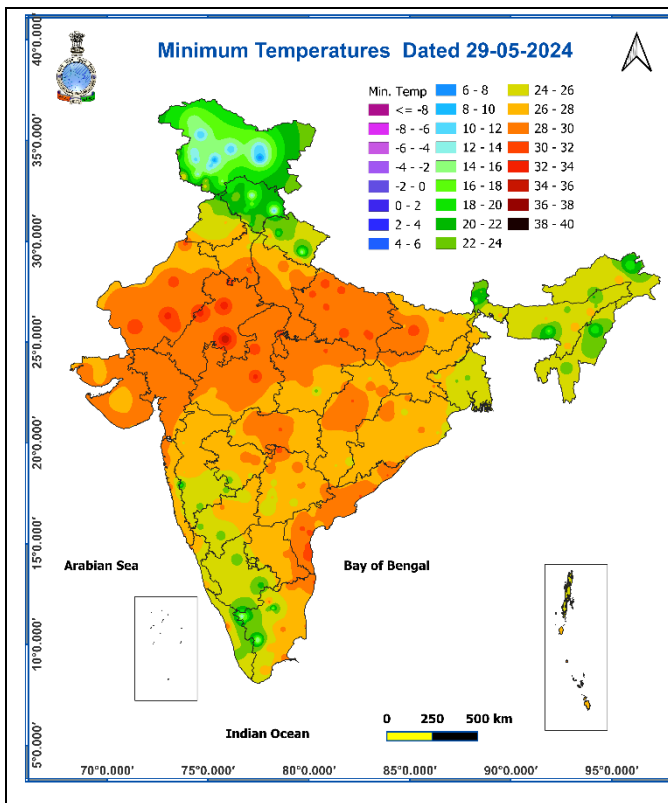 Minimum Temperatures Dated 29-05-2024
Min. Temp
<= -8
-8 - -6
-6 - -4
-4 - -2
-2 - 0
0 - 2
2 - 4
4 - 6
6 - 8
8 - 10
10 - 12
12 - 14
14 - 16
16 - 18
18 - 20
20 - 22
22 - 24
24 - 26
26 - 28
28 - 30
30 - 32
32 - 34
34 - 36
36 - 38
38 - 40
40°0.000'
35°0.000'
30°0.000'
25°0.000'
20°0.000'
15°0.000'
10°0.000'
5°0.000'
Arabian Sea
Bay of Bengal
Indian Ocean
0 250 500 km
70°0.000' 75°0.000' 80°0.000' 85°0.000' 90°0.000' 95°0.000'